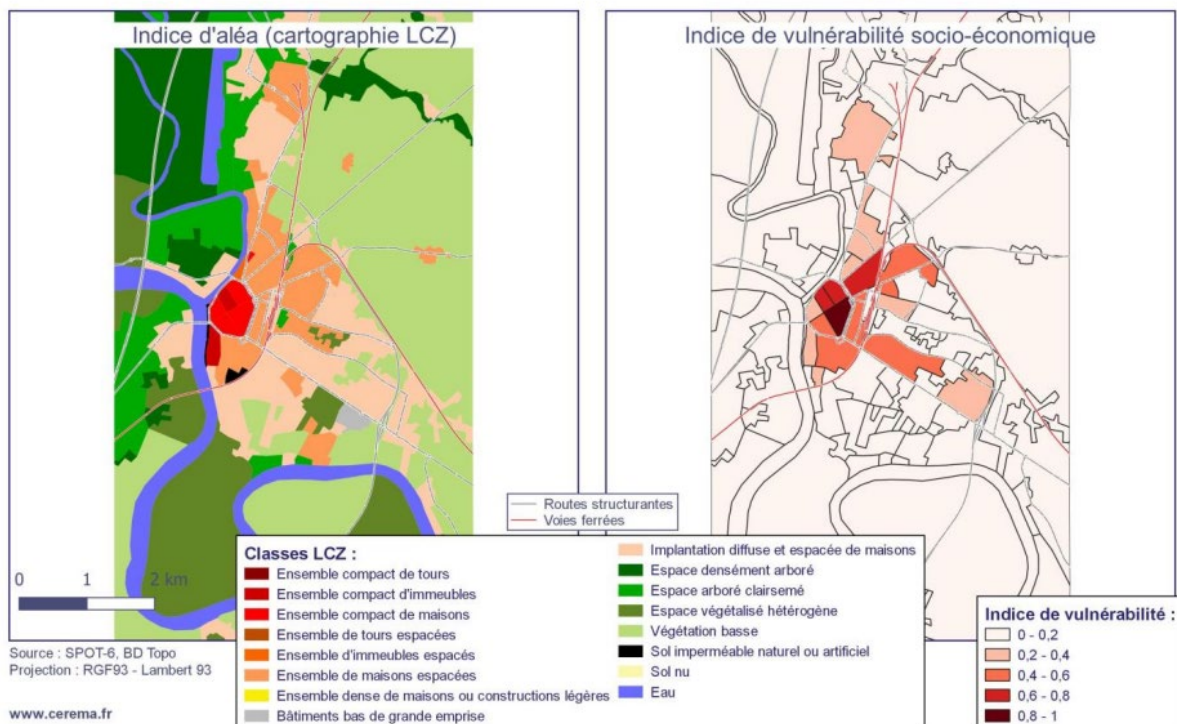 Indice d'aléa (cartographie LCZ)
Indice de vulnérabilité socio-économique
Routes structurantes
Voies ferrées
0 1 2 km
Source : SPOT-6, BD Topo
Projection : RGF93 - Lambert 93
www.cerema.fr
Classes LCZ :
Ensemble compact de tours
Ensemble compact d'immeubles
Ensemble compact de maisons
Ensemble de tours espacées
Ensemble d'immeubles espacés
Ensemble de maisons espacées
Ensemble dense de maisons ou constructions légères
Bâtiments bas de grande emprise
Implantation diffuse et espacée de maisons
Espace densément arboré
Espace arboré clairsemé
Espace végétalisé hétérogène
Végétation basse
Sol imperméable naturel ou artificiel
Sol nu
Eau
Indice de vulnérabilité :
0 - 0,2
0,2 - 0,4
0,4 - 0,6
0,6 - 0,8
0,8 - 1